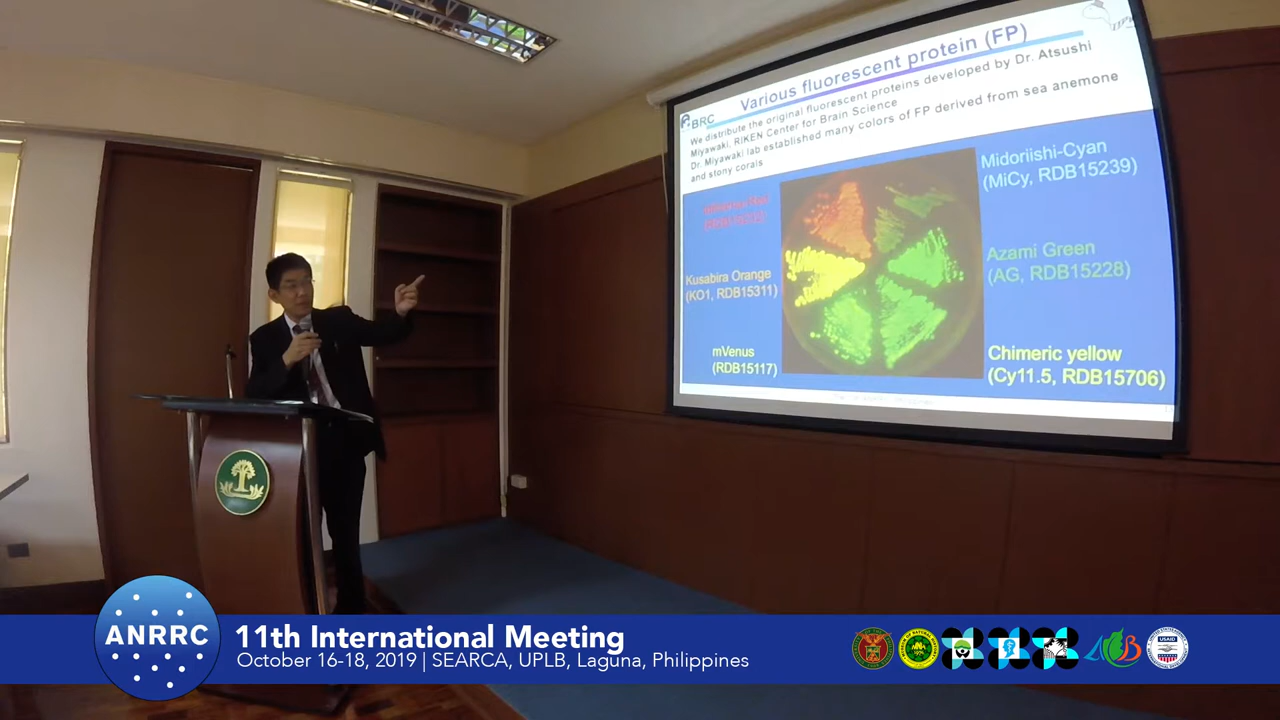 Various fluorescent protein (FP)
BRC
We distribute the original fluorescent proteins developed by Dr. Atsushi
Miyawaki, RIKEN Center for Brain Science
Dr. Miyawaki lab established many colors of FP derived from sea anemone
and stony corals
Midoriishi-Cyan
(MiCy, RDB15239)
Kusabira Orange
(KO1, RDB15311)
Azami Green
(AG, RDB15228)
mVenus
(RDB15117)
Chimeric yellow
(Cy11.5, RDB15706)
ANRRC
11th International Meeting
October 16-18, 2019 | SEARCA, UPLB, Laguna, Philippines
USAID